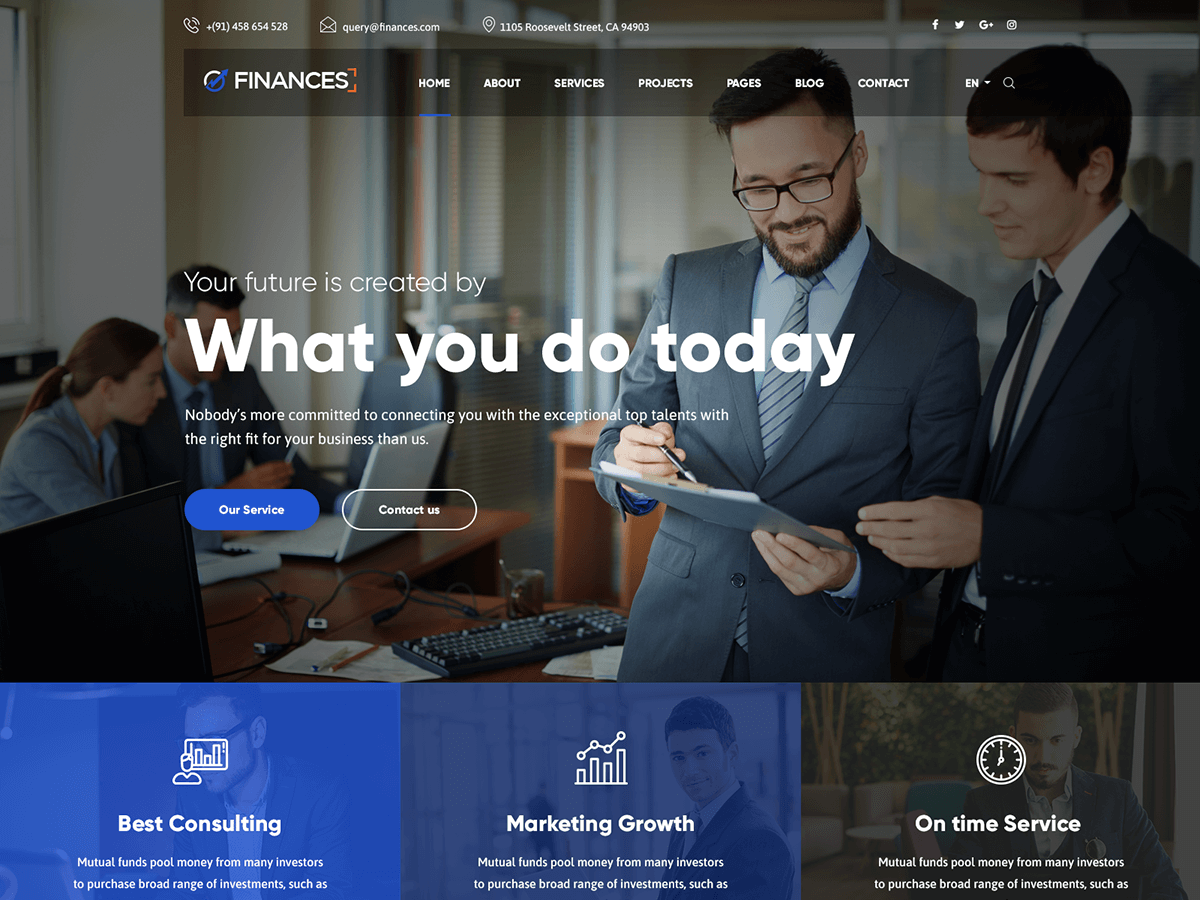 +(91) 458 654 528 query@finances.com 1105 Roosevelt Street, CA 94903
FINANCES HOME ABOUT SERVICES PROJECTS PAGES BLOG CONTACT EN
Your future is created by
What you do today
Nobody's more committed to connecting you with the exceptional top talents with
the right fit for your business than us.
Our Service Contact us
Best Consulting Marketing Growth On time Service
Mutual funds pool money from many investors Mutual funds pool money from many investors Mutual funds pool money from many investors
to purchase broad range of investments, such as to purchase broad range of investments, such as to purchase broad range of investments, such as